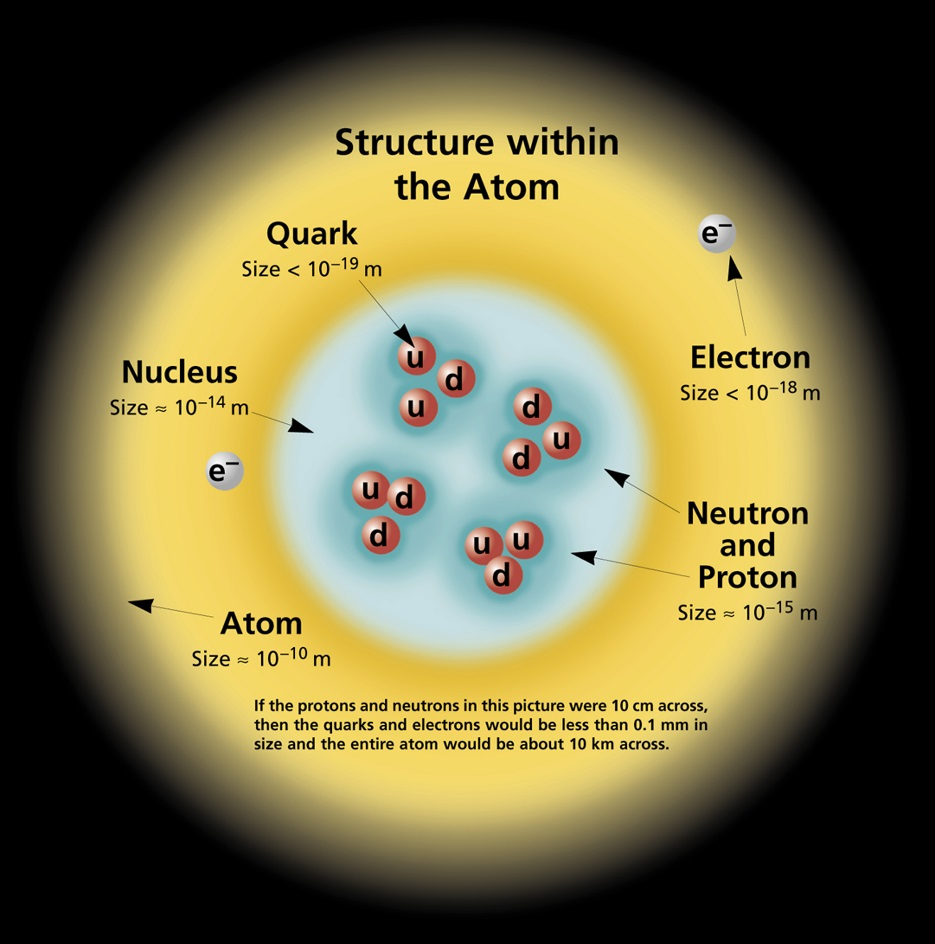 Structure within
the Atom
Quark
Size < 10⁻¹⁹ m
e⁻
Nucleus
Size ≈ 10⁻¹⁴ m
Electron
Size < 10⁻¹⁸ m
u
d
u
d
u
d
e⁻
u d
d
u u
d
Neutron
and
Proton
Size ≈ 10⁻¹⁵ m
Atom
Size ≈ 10⁻¹⁰ m
If the protons and neutrons in this picture were 10 cm across,
then the quarks and electrons would be less than 0.1 mm in
size and the entire atom would be about 10 km across.